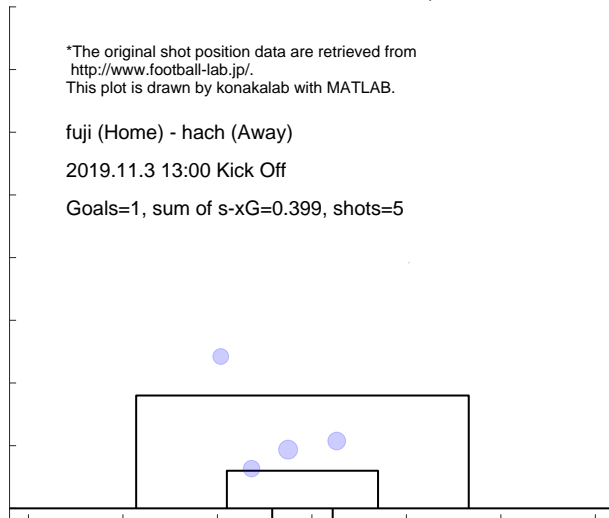 *The original shot position data are retrieved from
http://www.football-lab.jp/.
This plot is drawn by konakalab with MATLAB.
fuji (Home) - hach (Away)
2019.11.3 13:00 Kick Off
Goals=1, sum of s-xG=0.399, shots=5